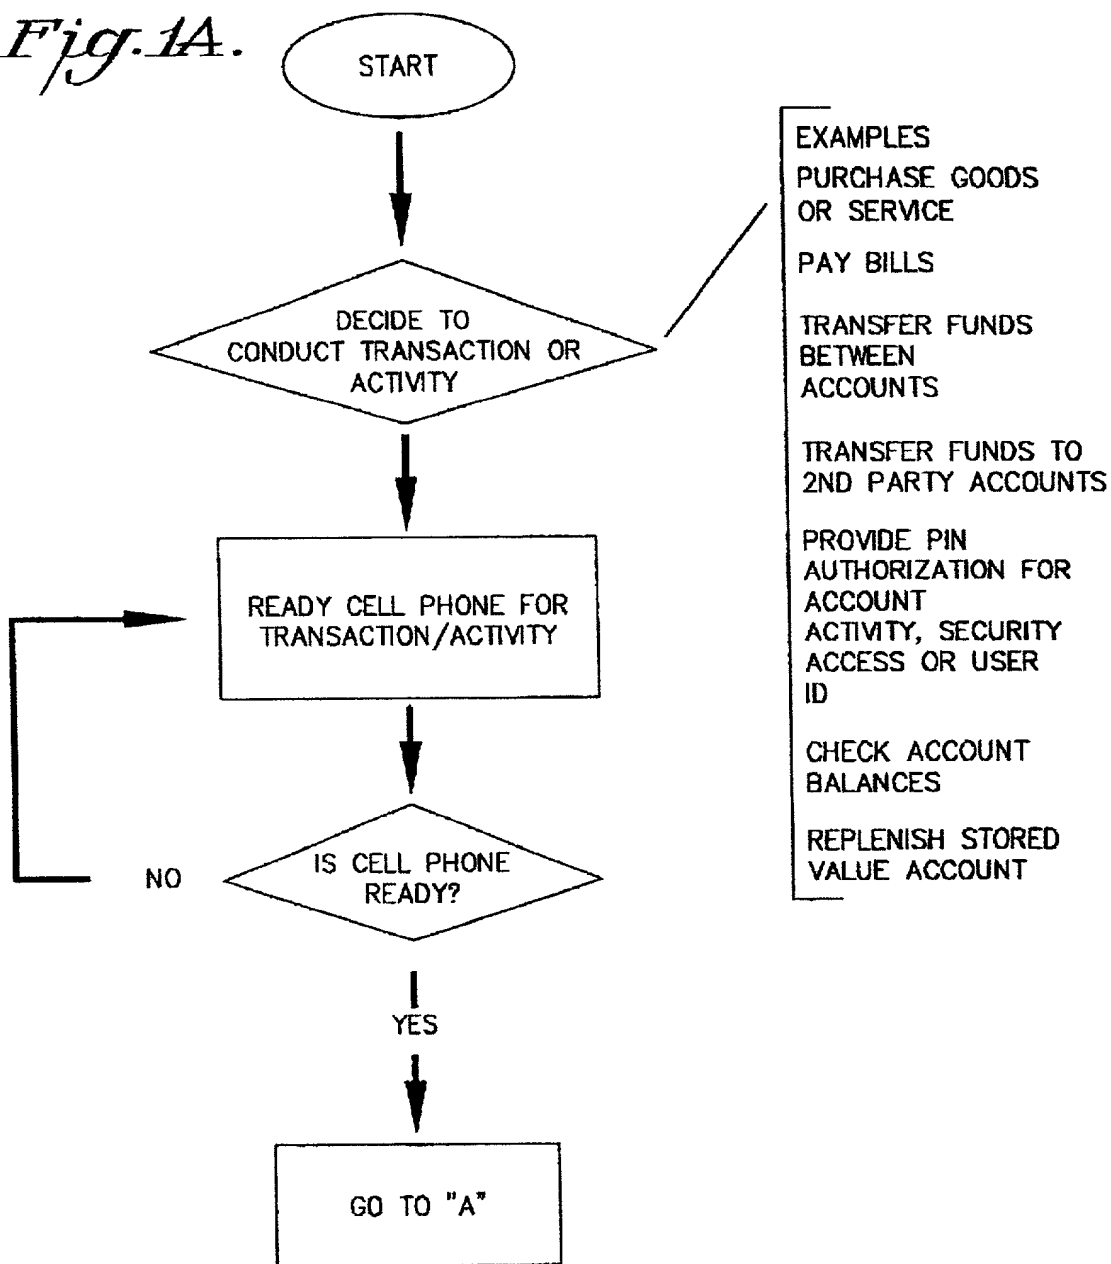 Fig. 1A.
START
DECIDE TO
CONDUCT TRANSACTION OR
ACTIVITY
EXAMPLES
PURCHASE GOODS
OR SERVICE
PAY BILLS
TRANSFER FUNDS
BETWEEN
ACCOUNTS
TRANSFER FUNDS TO
2ND PARTY ACCOUNTS
PROVIDE PIN
AUTHORIZATION FOR
ACCOUNT
ACTIVITY, SECURITY
ACCESS OR USER
ID
CHECK ACCOUNT
BALANCES
REPLENISH STORED
VALUE ACCOUNT
READY CELL PHONE FOR
TRANSACTION/ACTIVITY
IS CELL PHONE
READY?
NO
YES
GO TO "A"